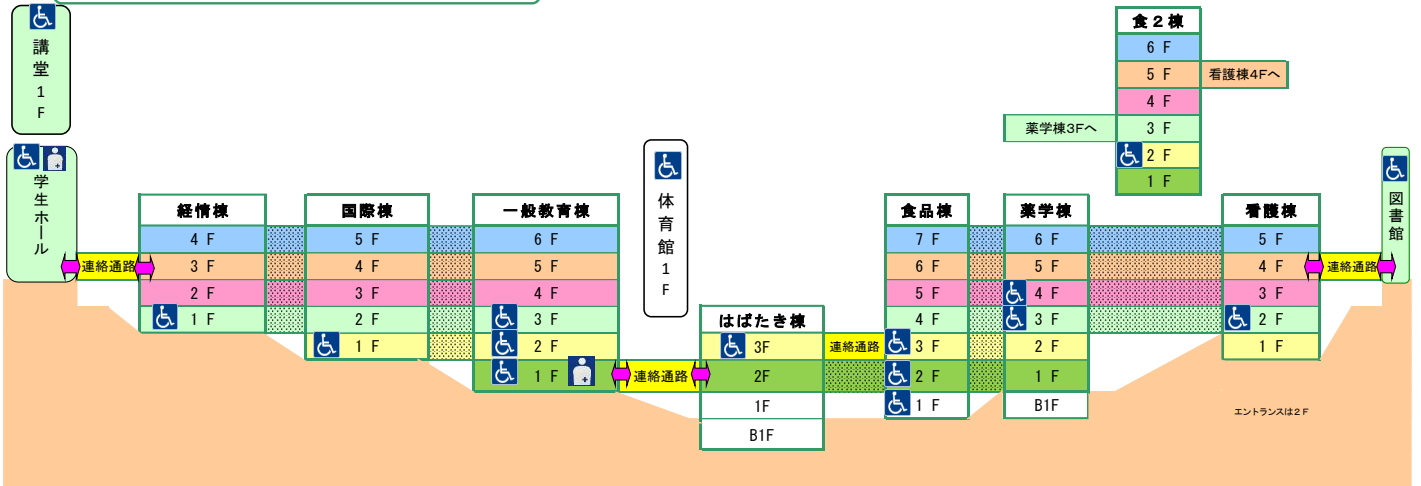 講堂1F
学生ホール
連絡通路
経情棟
4 F
3 F
2 F
1 F
国際棟
5 F
4 F
3 F
2 F
1 F
一般教育棟
6 F
5 F
4 F
3 F
2 F
1 F
連絡通路
体育館1F
はばたき棟
3F
2F
1F
B1F
連絡通路
食品棟
7 F
6 F
5 F
4 F
3 F
2 F
1 F
薬学棟
6 F
5 F
4 F
3 F
2 F
1 F
B1F
食2棟
6 F
5 F
4 F
3 F
2 F
1 F
看護棟4Fへ
薬学棟3Fへ
看護棟
5 F
4 F
3 F
2 F
1 F
エントランスは2F
連絡通路
図書館